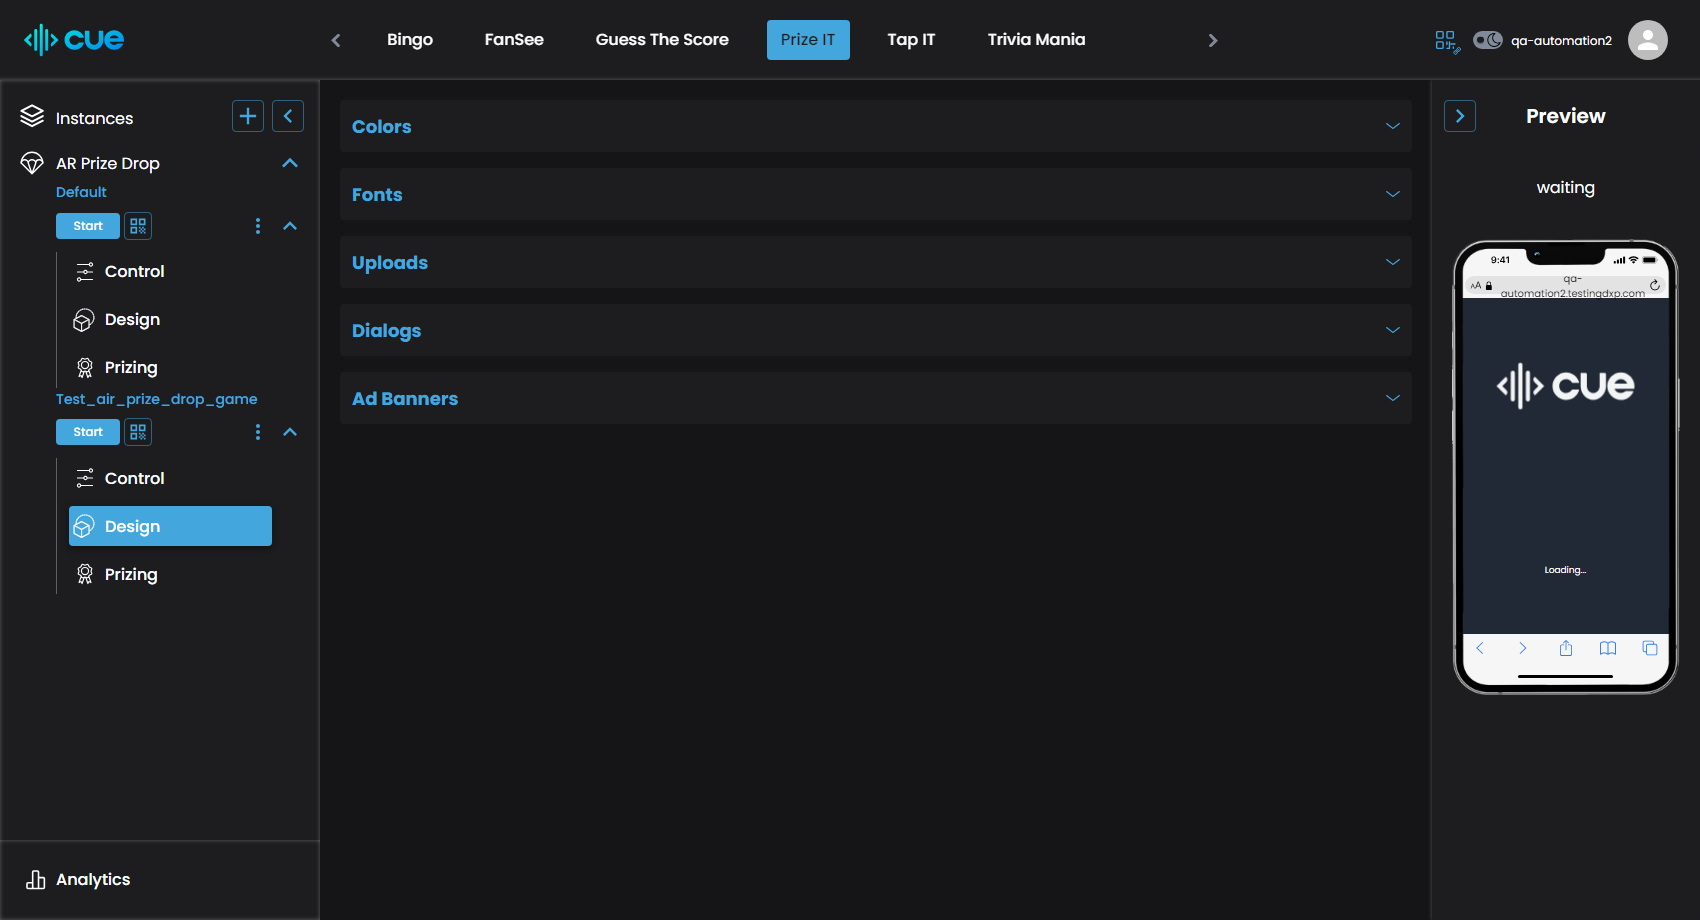 cue
Bingo
FanSee
Guess The Score
Prize IT
Tap IT
Trivia Mania
qa-automation2
Instances
AR Prize Drop
Default
Start
Control
Design
Prizing
Test_air_prize_drop_game
Start
Control
Design
Prizing
Analytics
Colors
Fonts
Uploads
Dialogs
Ad Banners
Preview
waiting
9:41
AA
qa-
automation2.testingdxp.com
cue
Loading...